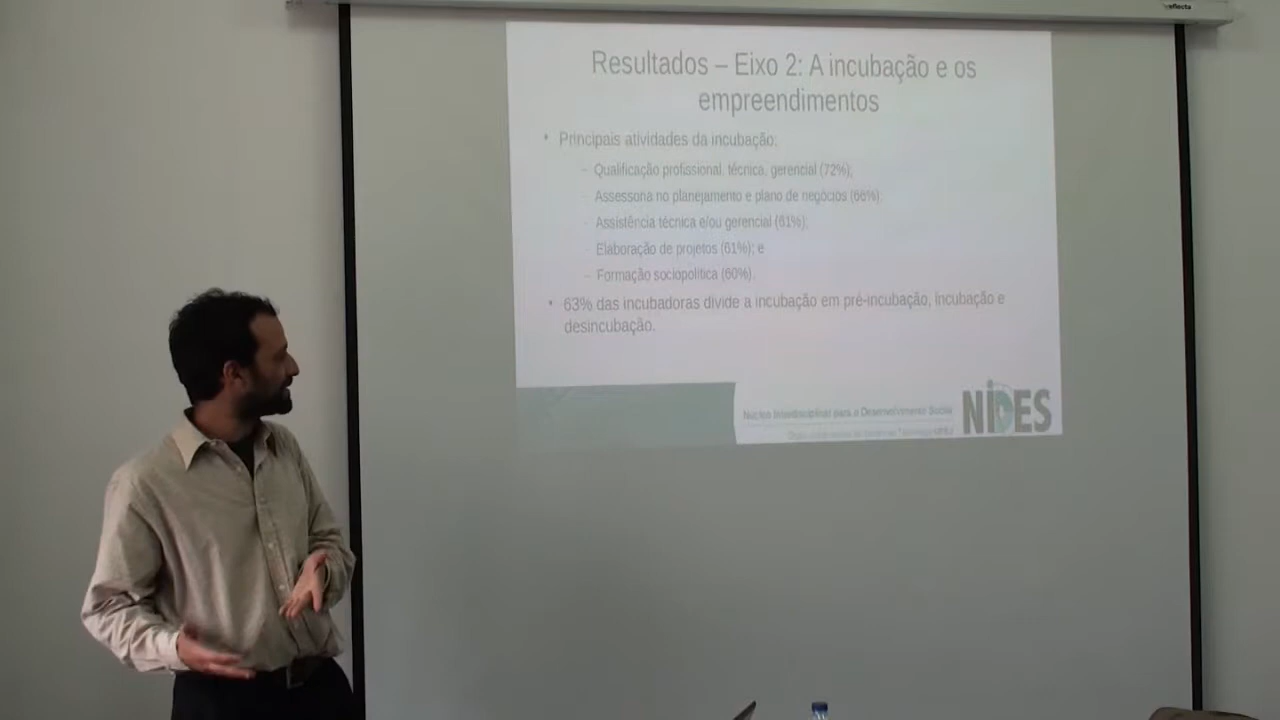 reflecta
Resultados – Eixo 2: A incubação e os
empreendimentos
• Principais atividades da incubação:
– Qualificação profissional, técnica, gerencial (72%);
– Assessoria no planejamento e plano de negócios (66%);
– Assistência técnica e/ou gerencial (61%);
– Elaboração de projetos (61%); e
– Formação sociopolítica (60%).
• 63% das incubadoras divide a incubação em pré-incubação, incubação e
desincubação.
Núcleo Interdisciplinar para o Desenvolvimento Social
NIDES